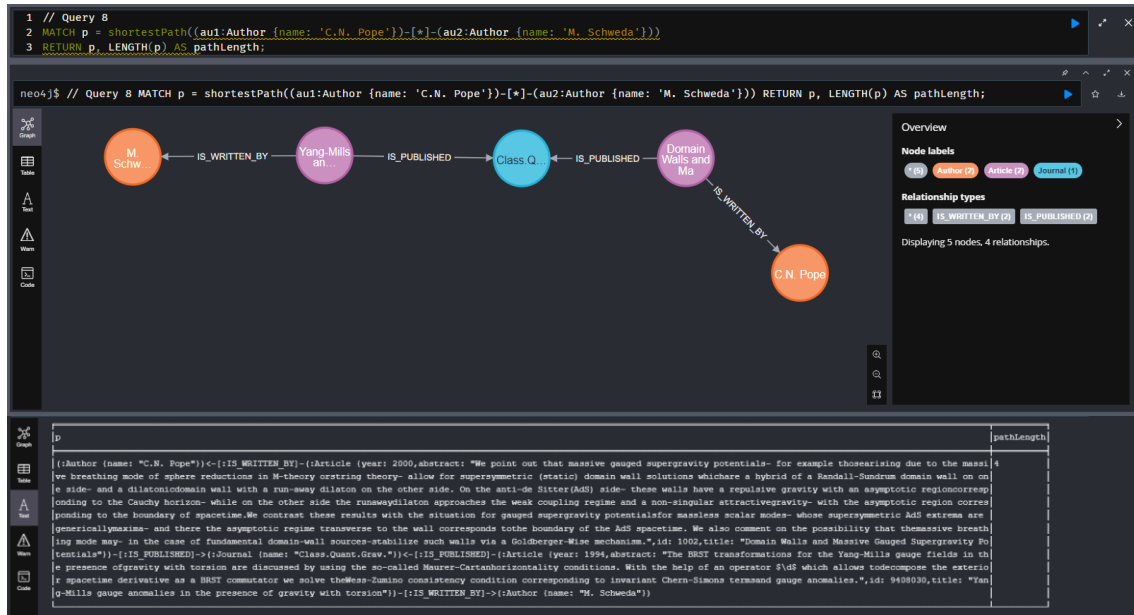 1 // Query 8
2 MATCH p = shortestPath((au1:Author {name: 'C.N. Pope'})-[*]-(au2:Author {name: 'M. Schweda'}))
3 RETURN p, LENGTH(p) AS pathLength;
neo4j$ // Query 8 MATCH p = shortestPath((au1:Author {name: 'C.N. Pope'})-[*]-(au2:Author {name: 'M. Schweda'})) RETURN p, LENGTH(p) AS pathLength;
Graph
Table
Text
Warn
Code
M. Schw...
IS_WRITTEN_BY
Yang-Mills an...
IS_PUBLISHED
Class.Q...
IS_PUBLISHED
Domain Walls and Ma
IS_WRITTEN_BY
C.N. Pope
Overview
Node labels
* (5) Author (2) Article (2) Journal (1)
Relationship types
* (4) IS_WRITTEN_BY (2) IS_PUBLISHED (2)
Displaying 5 nodes, 4 relationships.
Graph
Table
Text
Warn
Code
p pathLength
(:Author {name: "C.N. Pope"})<-[:IS_WRITTEN_BY]-(:Article {year: 2000,abstract: "We point out that massive gauged supergravity potentials- for example thosearising due to the massi 4
ve breathing mode of sphere reductions in M-theory orstring theory- allow for supersymmetric (static) domain wall solutions whichare a hybrid of a Randall-Sundrum domain wall on on
e side- and a dilatonicdomain wall with a run-away dilaton on the other side. On the anti-de Sitter(AdS) side- these walls have a repulsive gravity with an asymptotic regioncorresp
onding to the Cauchy horizon- while on the other side the runawaydilaton approaches the weak coupling regime and a non-singular attractivegravity- with the asymptotic region corres
ponding to the boundary of spacetime.We contrast these results with the situation for gauged supergravity potentialsfor massless scalar modes- whose supersymmetric AdS extrema are
genericallymaxima- and there the asymptotic regime transverse to the wall corresponds tothe boundary of the AdS spacetime. We also comment on the possibility that themassive breath
ing mode may- in the case of fundamental domain-wall sources-stabilize such walls via a Goldberger-Wise mechanism.",id: 1002,title: "Domain Walls and Massive Gauged Supergravity Po
tentials"})-[:IS_PUBLISHED]->(:Journal {name: "Class.Quant.Grav."})<-[:IS_PUBLISHED]-(:Article {year: 1994,abstract: "The BRST transformations for the Yang-Mills gauge fields in th
e presence ofgravity with torsion are discussed by using the so-called Maurer-Cartanhorizontality conditions. With the help of an operator $\d$ which allows todecompose the exterio
r spacetime derivative as a BRST commutator we solve theWess-Zumino consistency condition corresponding to invariant Chern-Simons termsand gauge anomalies.",id: 9408030,title: "Yan
g-Mills gauge anomalies in the presence of gravity with torsion"})-[:IS_WRITTEN_BY]->(:Author {name: "M. Schweda"})